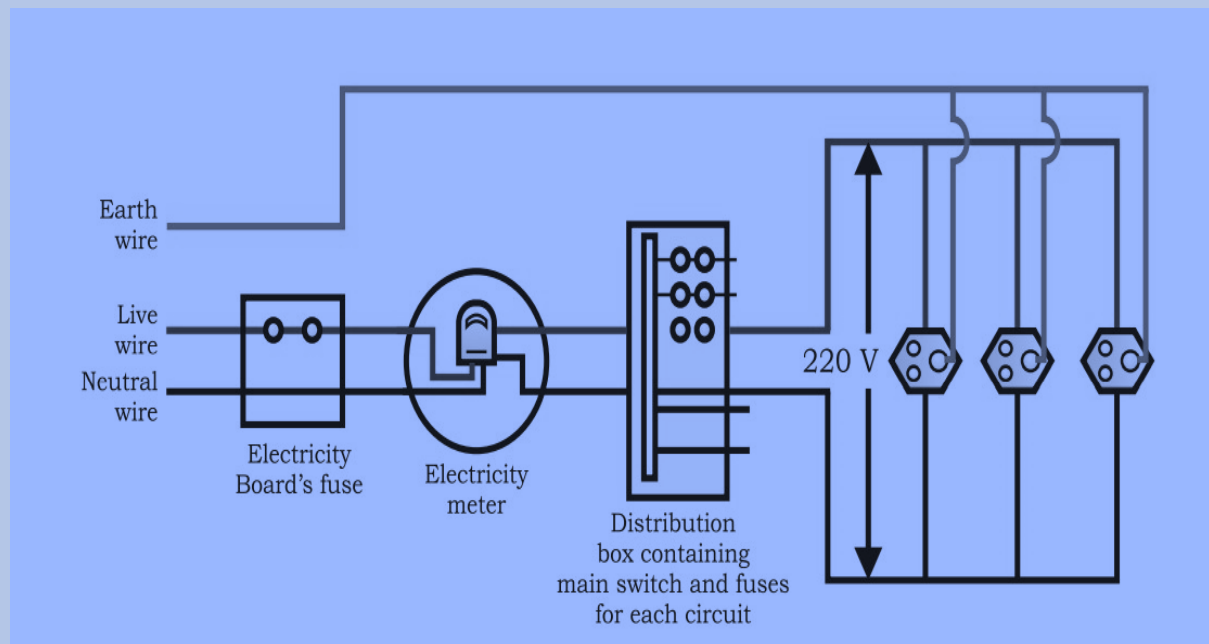 Earth
wire
Live
wire
Neutral
wire
220 V
Electricity
Board's fuse
Electricity
meter
Distribution
box containing
main switch and fuses
for each circuit